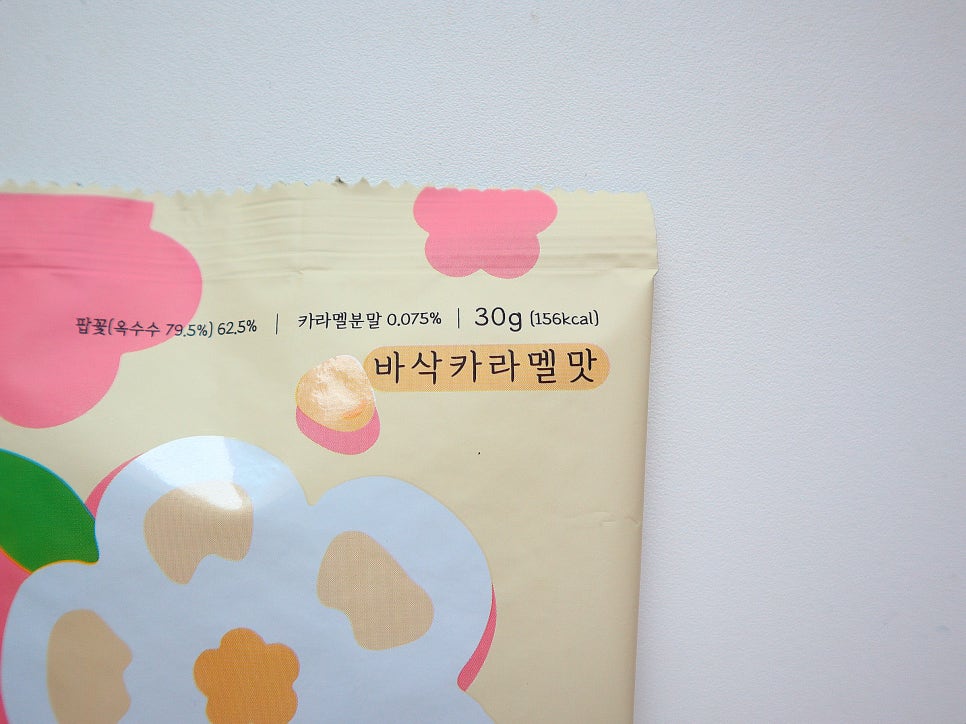 팝꽃(옥수수 79.5%) 62.5% | 카라멜분말 0.075% | 30g (156kcal)
바삭카라멜맛